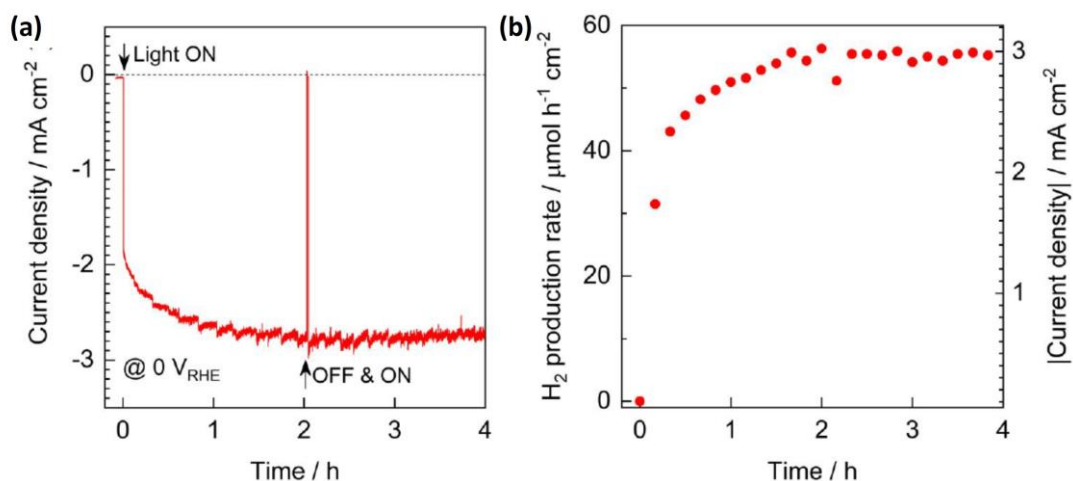 (a)
Light ON
0
-1
-2
-3
Current density / mA cm⁻²
@ 0 V_RHE
OFF & ON
0 1 2 3 4
Time / h
(b)
60
60
20
0
H₂ production rate / μmol h⁻¹ cm⁻²
3
2
1
|Current density| / mA cm⁻²
0 1 2 3 4
Time / h